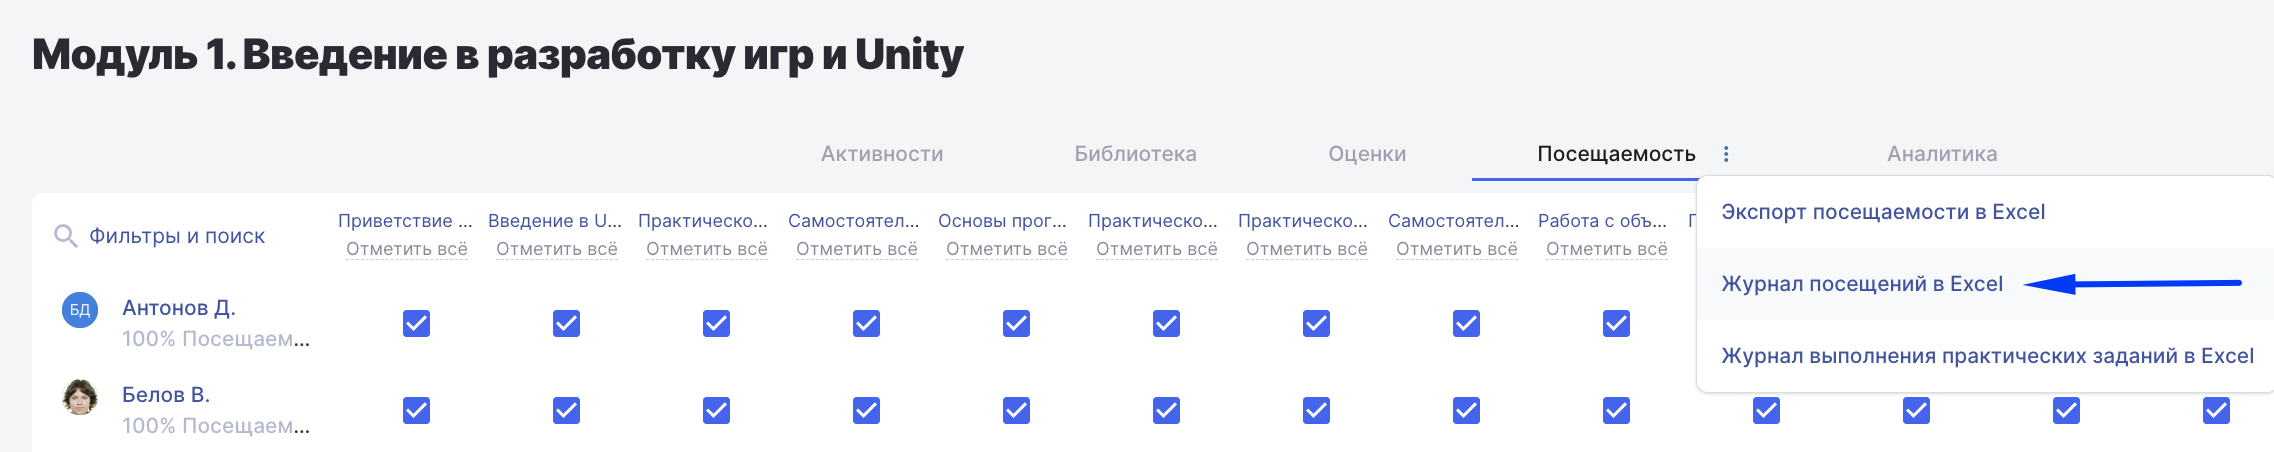 Модуль 1. Введение в разработку игр и Unity
Активности Библиотека Оценки Посещаемость Аналитика
Фильтры и поиск
Приветствие ... Введение в U... Практическо... Самостоятел... Основы прог... Практическо... Практическо... Самостоятел... Работа с объ...
Отметить всё Отметить всё Отметить всё Отметить всё Отметить всё Отметить всё Отметить всё Отметить всё Отметить всё
Экспорт посещаемости в Excel
Журнал посещений в Excel
Журнал выполнения практических заданий в Excel
БД Антонов Д.
100% Посещаем...
Белов В.
100% Посещаем...